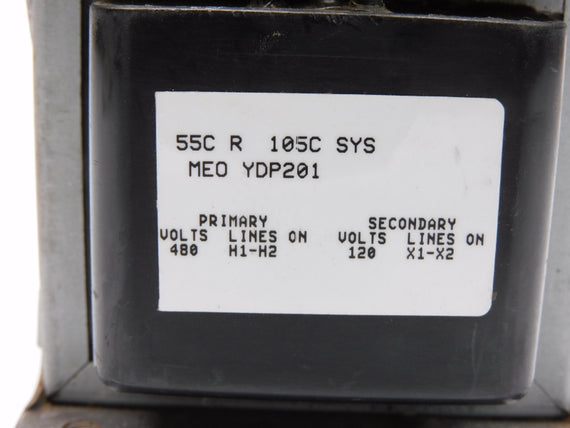 55C R 105C SYS
MEO YDP201
PRIMARY
VOLTS LINES ON
480 H1-H2
SECONDARY
VOLTS LINES ON
120 X1-X2